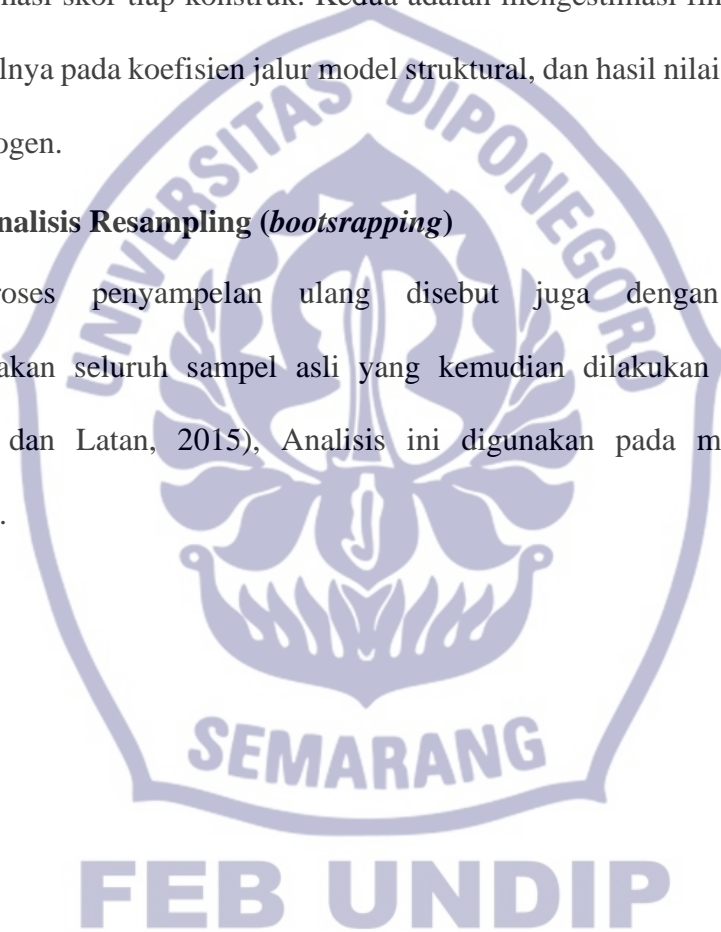 nasi skor tiap konstruk. Kedua adalah mengestimasi
lnya pada koefisien jalur model struktural, dan hasil nilai
ogen.
nalisis Resampling (bootsrapping)
roses penyampelan ulang disebut juga dengan
akan seluruh sampel asli yang kemudian dilakukan
dan Latan, 2015), Analisis ini digunakan pada m
.
UNIVERSITAS DIPONEGORO
SEMARANG
FEB UNDIP